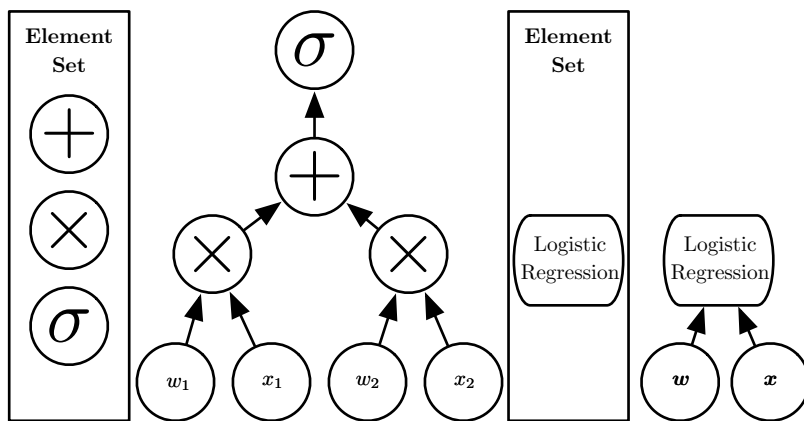 Element
Set
+
×
σ
σ
+
×
×
w₁
x₁
w₂
x₂
Element
Set
Logistic
Regression
Logistic
Regression
w
x